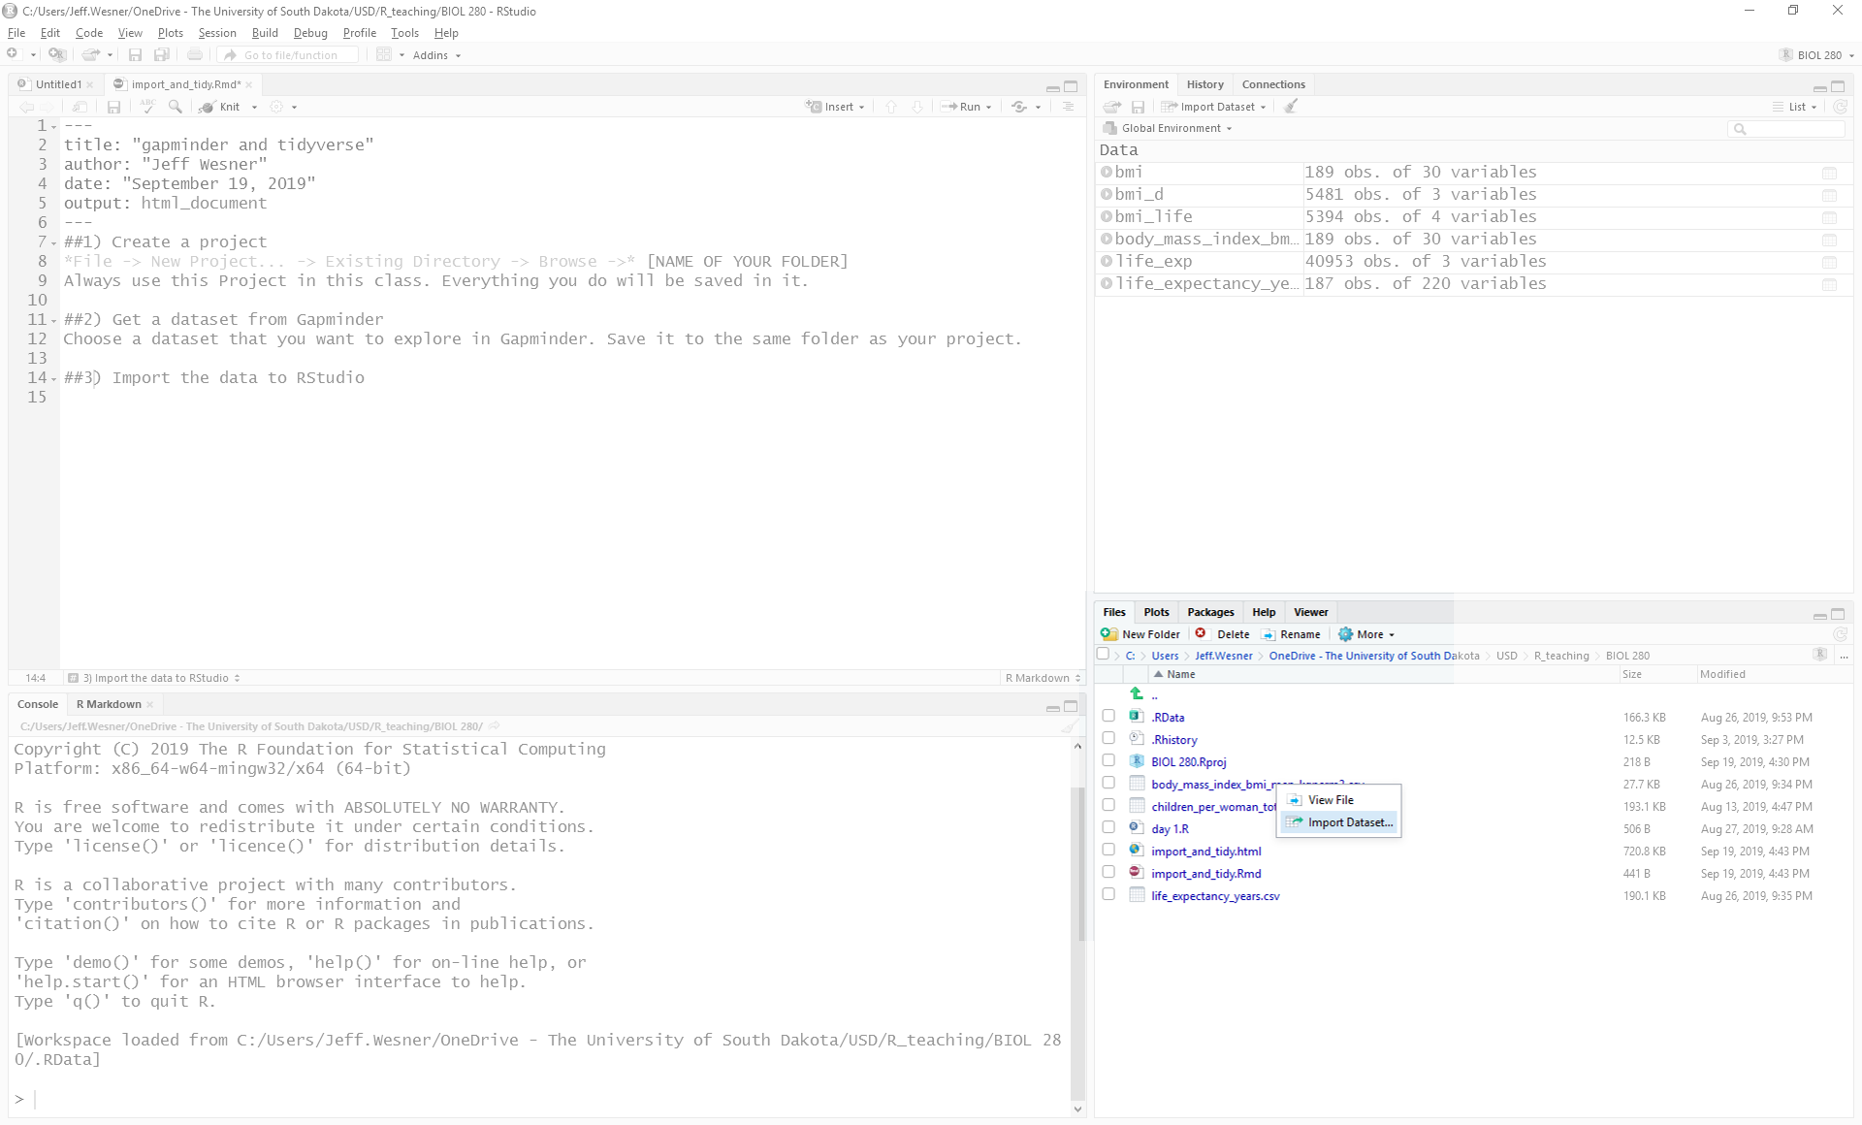 C:/Users/Jeff.Wesner/OneDrive - The University of South Dakota/USD/R_teaching/BIOL 280 - RStudio
File Edit Code View Plots Session Build Debug Profile Tools Help
Go to file/function Addins BIOL 280
Untitled1 import_and_tidy.Rmd*
ABC Knit Insert Run
1 ---
2 title: "gapminder and tidyverse"
3 author: "Jeff Wesner"
4 date: "September 19, 2019"
5 output: html_document
6 ---
7 ##1) Create a project
8 *File -> New Project... -> Existing Directory -> Browse ->* [NAME OF YOUR FOLDER]
9 Always use this Project in this class. Everything you do will be saved in it.
10
11 ##2) Get a dataset from Gapminder
12 Choose a dataset that you want to explore in Gapminder. Save it to the same folder as your project.
13
14 ##3) Import the data to RStudio
15
14:4 3) Import the data to RStudio R Markdown
Console R Markdown
C:/Users/Jeff.Wesner/OneDrive - The University of South Dakota/USD/R_teaching/BIOL 280/
Copyright (C) 2019 The R Foundation for Statistical Computing
Platform: x86_64-w64-mingw32/x64 (64-bit)
R is free software and comes with ABSOLUTELY NO WARRANTY.
You are welcome to redistribute it under certain conditions.
Type 'license()' or 'licence()' for distribution details.
R is a collaborative project with many contributors.
Type 'contributors()' for more information and
'citation()' on how to cite R or R packages in publications.
Type 'demo()' for some demos, 'help()' for on-line help, or
'help.start()' for an HTML browser interface to help.
Type 'q()' to quit R.
[Workspace loaded from C:/Users/Jeff.Wesner/OneDrive - The University of South Dakota/USD/R_teaching/BIOL 28
0/.RData]
>
Environment History Connections
Import Dataset List
Global Environment
Data
bmi 189 obs. of 30 variables
bmi_d 5481 obs. of 3 variables
bmi_life 5394 obs. of 4 variables
body_mass_index_bm… 189 obs. of 30 variables
life_exp 40953 obs. of 3 variables
life_expectancy_ye… 187 obs. of 220 variables
Files Plots Packages Help Viewer
New Folder Delete Rename More
C: > Users > Jeff.Wesner > OneDrive - The University of South Dakota > USD > R_teaching > BIOL 280 ...
Name Size Modified
..
.RData 166.3 KB Aug 26, 2019, 9:53 PM
.Rhistory 12.5 KB Sep 3, 2019, 3:27 PM
BIOL 280.Rproj 218 B Sep 19, 2019, 4:30 PM
body_mass_index_bmi 27.7 KB Aug 26, 2019, 9:34 PM
children_per_woman_tot 193.1 KB Aug 13, 2019, 4:47 PM
day 1.R 506 B Aug 27, 2019, 9:28 AM
import_and_tidy.html 720.8 KB Sep 19, 2019, 4:43 PM
import_and_tidy.Rmd 441 B Sep 19, 2019, 4:43 PM
life_expectancy_years.csv 190.1 KB Aug 26, 2019, 9:35 PM
View File
Import Dataset...